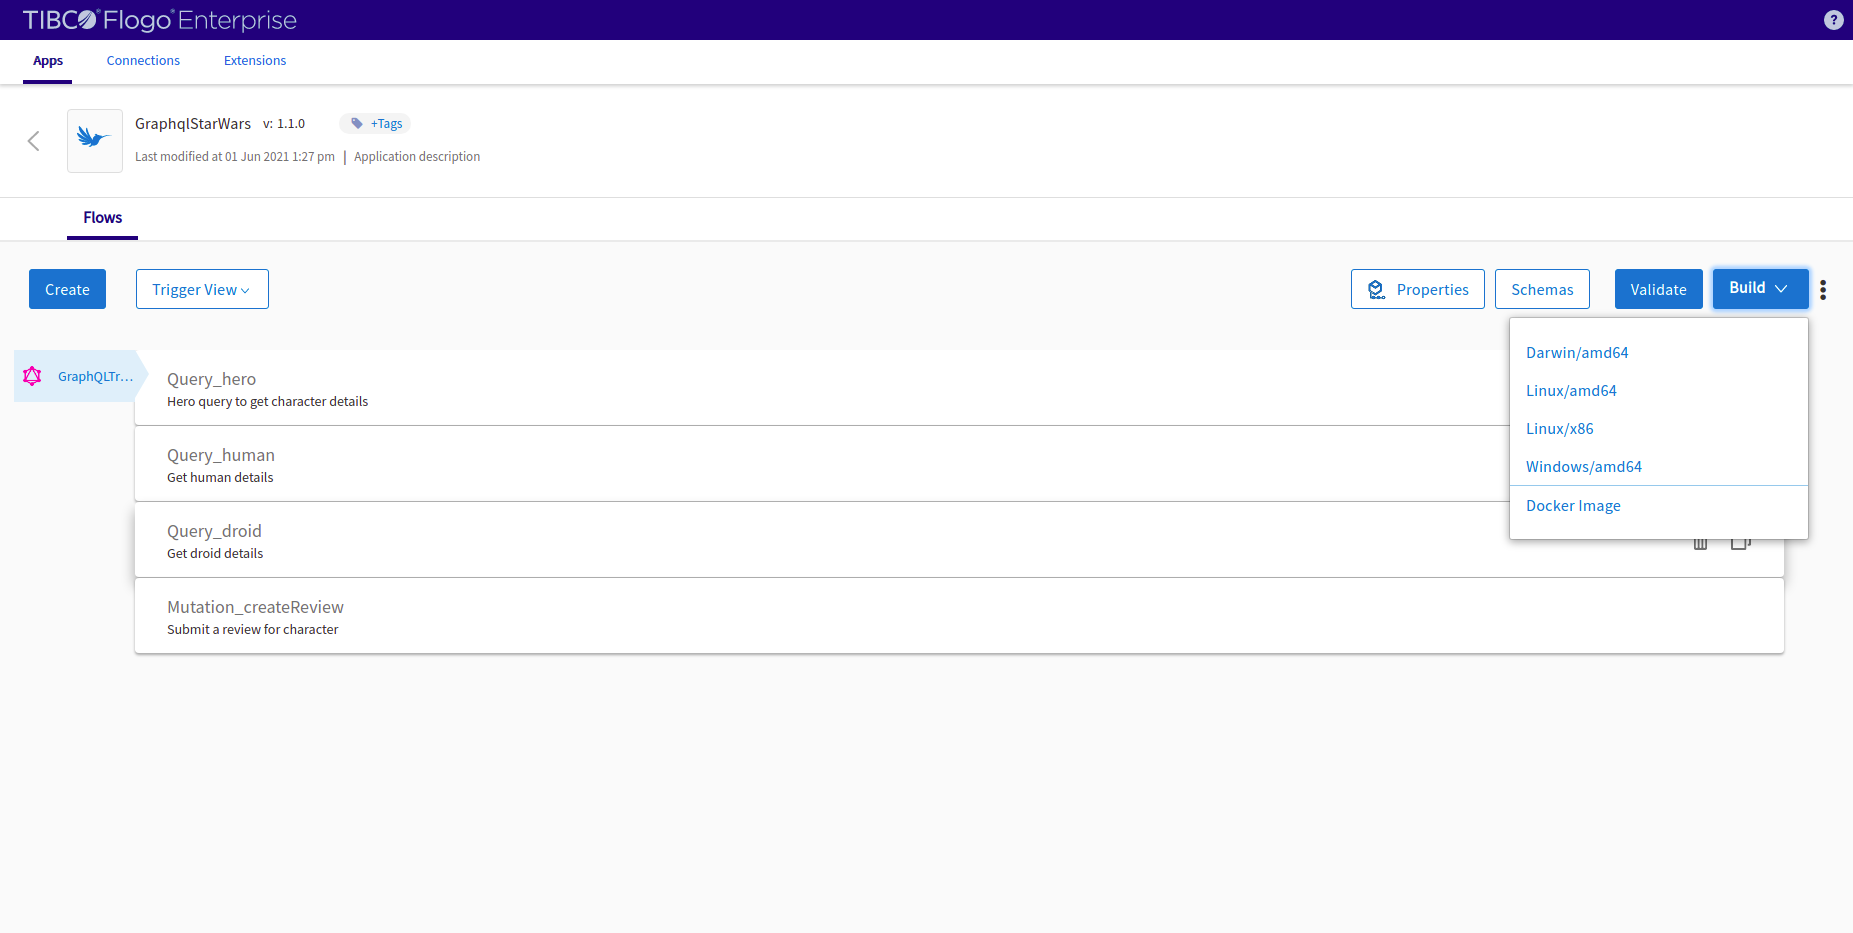 TIBCO® Flogo® Enterprise
?
Apps
Connections
Extensions
GraphqlStarWars v: 1.1.0
+Tags
Last modified at 01 Jun 2021 1:27 pm | Application description
Flows
Create
Trigger View
Properties
Schemas
Validate
Build
Darwin/amd64
Linux/amd64
Linux/x86
Windows/amd64
Docker Image
GraphQLTr...
Query_hero
Hero query to get character details
Query_human
Get human details
Query_droid
Get droid details
Mutation_createReview
Submit a review for character